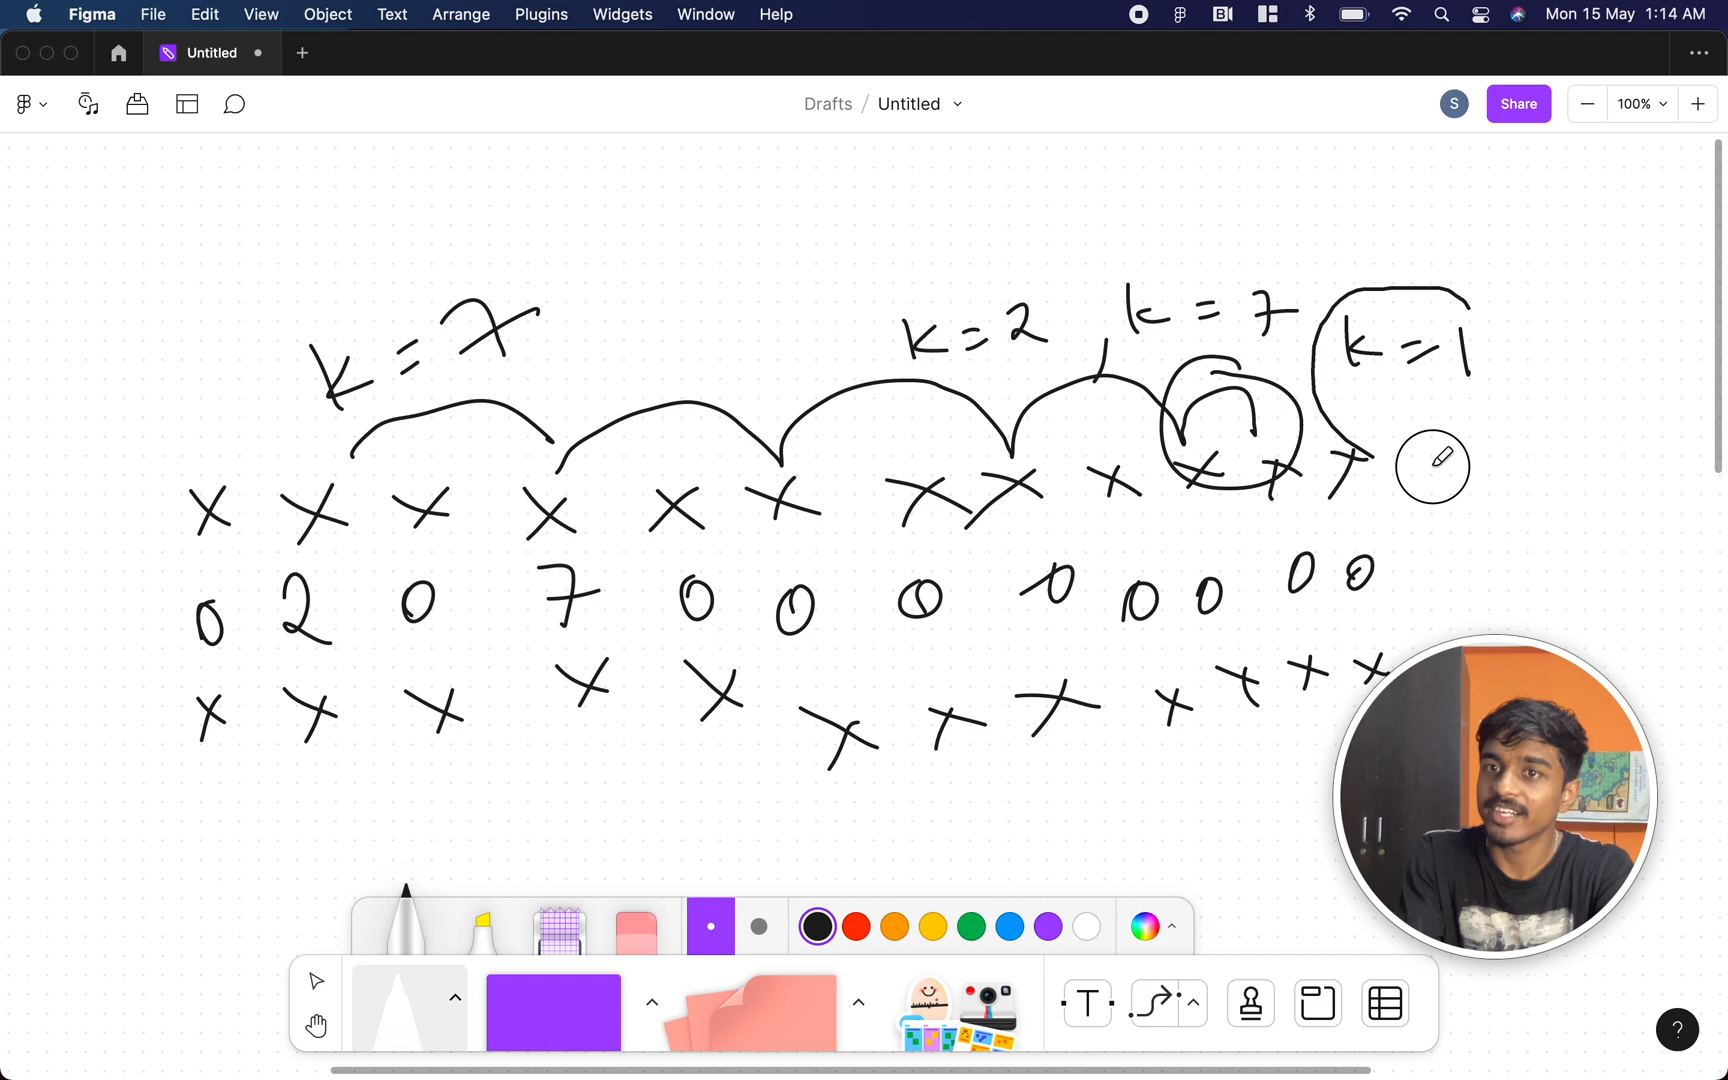 Figma File Edit View Object Text Arrange Plugins Widgets Window Help Mon 15 May 1:14 AM
Untitled
Drafts / Untitled
S Share 100%
k = 7 k = 2 k = 7 k = 1
x x x x x x x x x x x x
0 2 0 7 0 0 0 0 0 0 0 0
x x x x x x x x x x x x
T
?